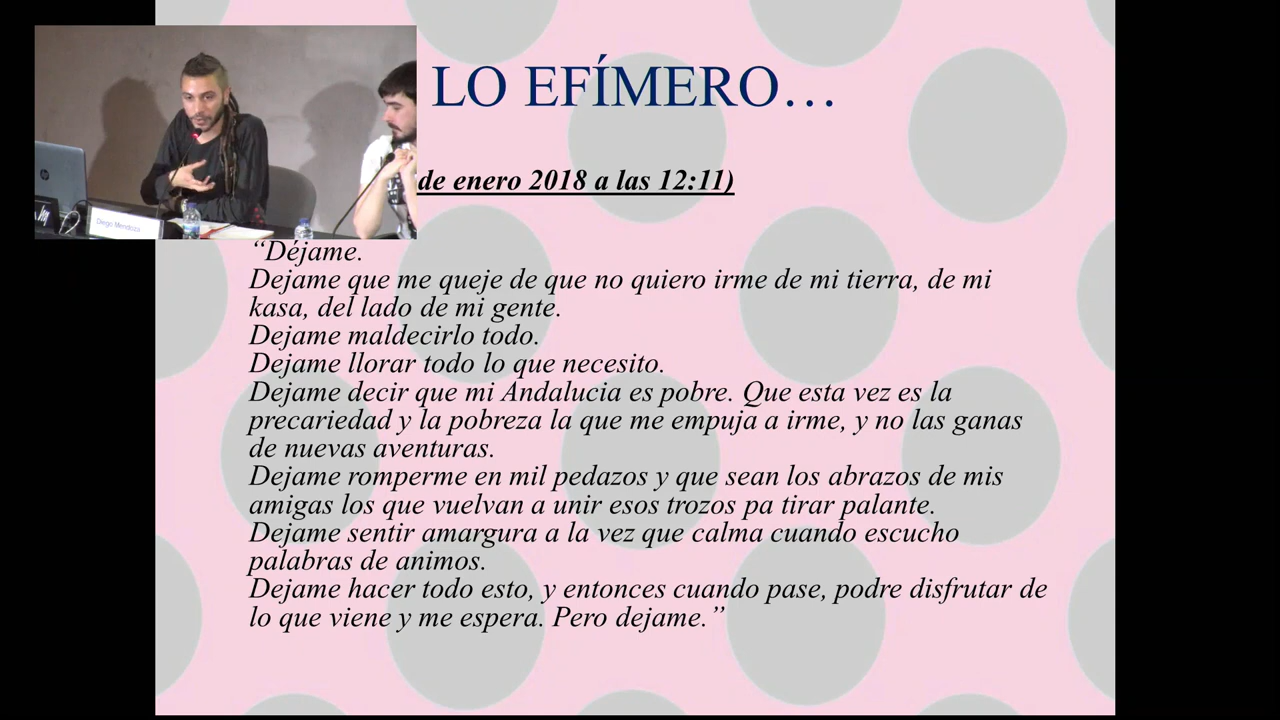 LO EFÍMERO…
de enero 2018 a las 12:11)
hp
Diego Mendoza
“Déjame.
Dejame que me queje de que no quiero irme de mi tierra, de mi
kasa, del lado de mi gente.
Dejame maldecirlo todo.
Dejame llorar todo lo que necesito.
Dejame decir que mi Andalucia es pobre. Que esta vez es la
precariedad y la pobreza la que me empuja a irme, y no las ganas
de nuevas aventuras.
Dejame romperme en mil pedazos y que sean los abrazos de mis
amigas los que vuelvan a unir esos trozos pa tirar palante.
Dejame sentir amargura a la vez que calma cuando escucho
palabras de animos.
Dejame hacer todo esto, y entonces cuando pase, podre disfrutar de
lo que viene y me espera. Pero dejame.”